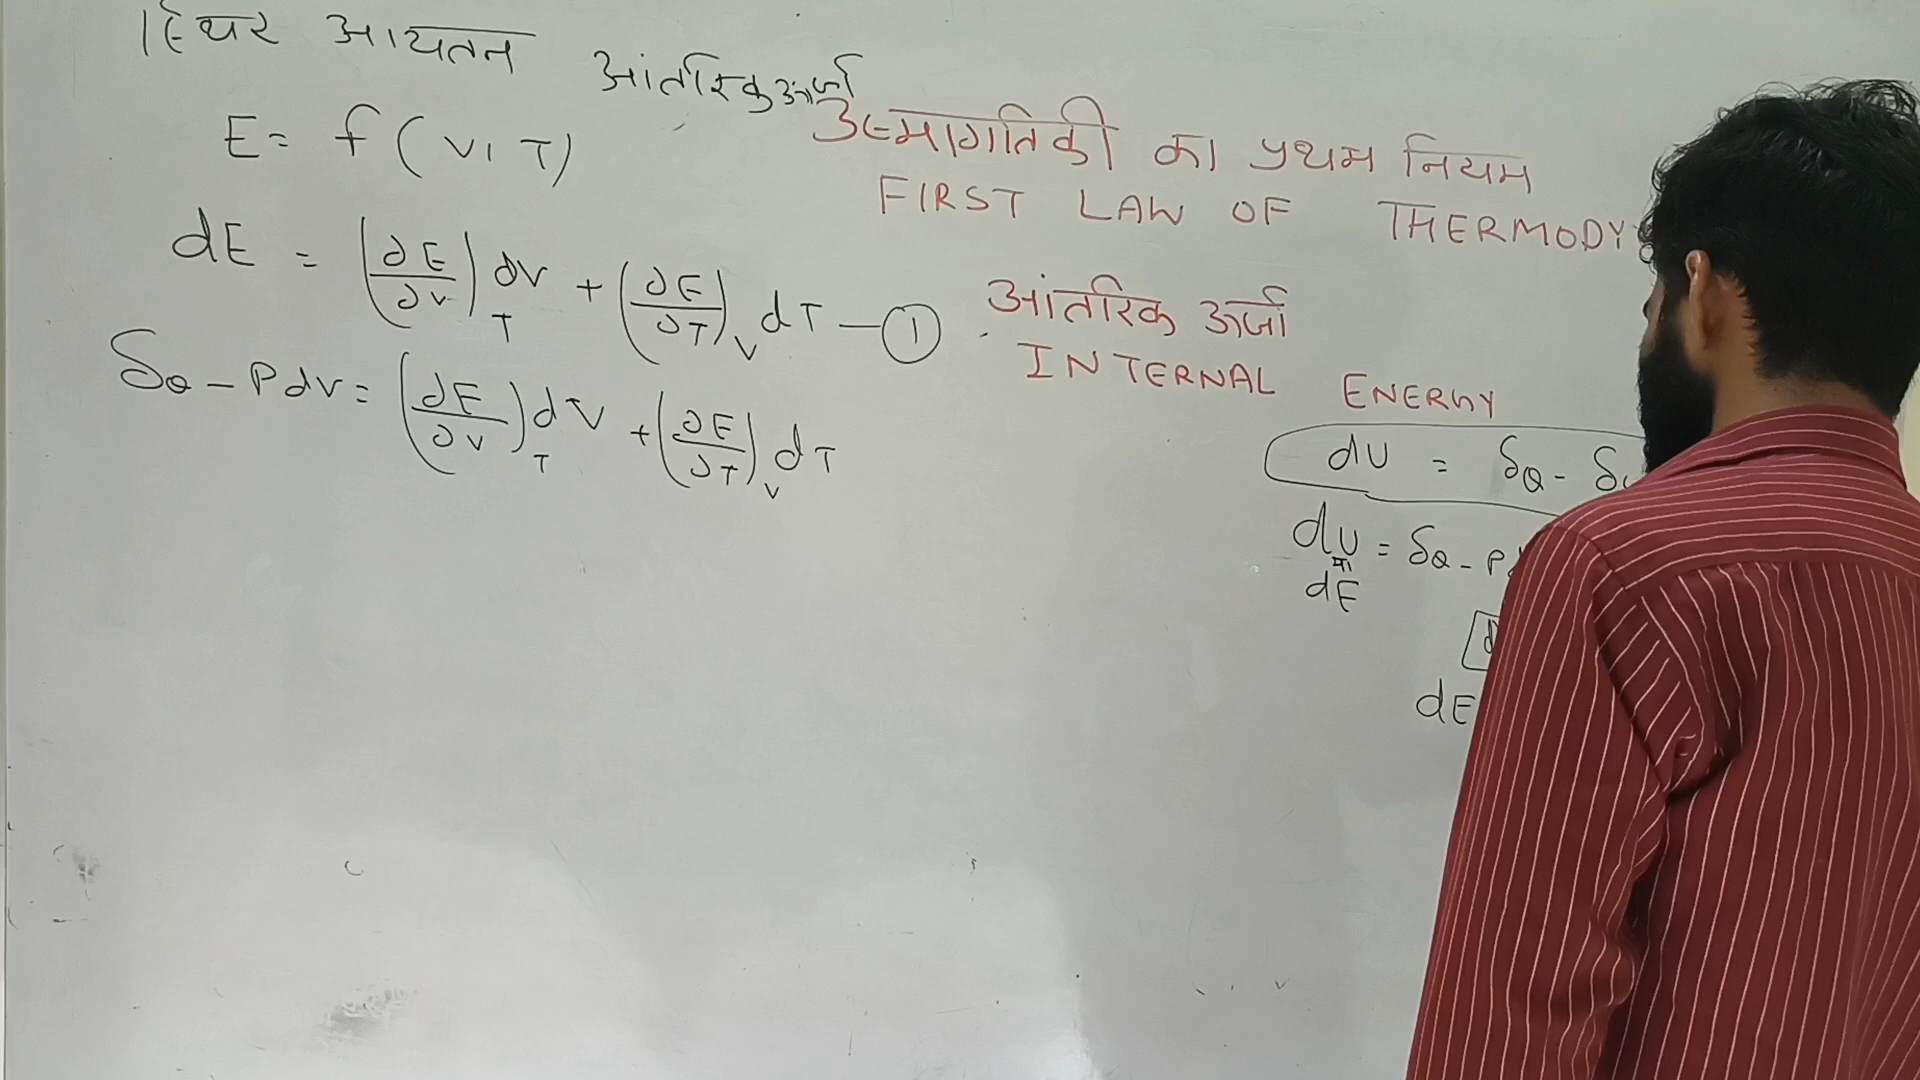 स्थिर आयतन
आंतरिक ऊर्जा
E = f (V, T)
dE = (∂E/∂V)_T dV + (∂E/∂T)_V dT — ①
δQ - PdV = (∂E/∂V)_T dV + (∂E/∂T)_V dT
उष्मागतिकी का प्रथम नियम
FIRST LAW OF THERMODY
आंतरिक ऊर्जा
INTERNAL ENERGY
dU = δQ - δ
dU = δQ - P
या
dE
d
dE